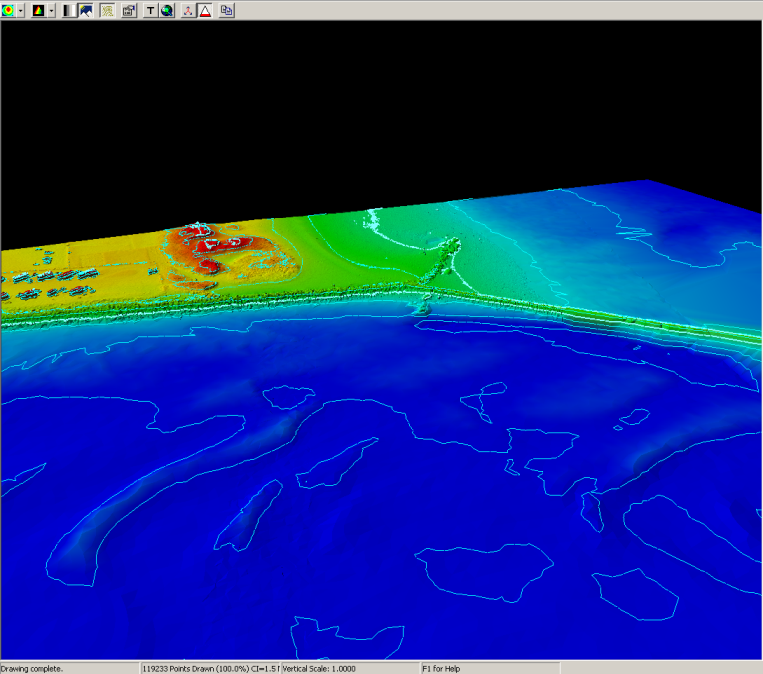 T
Drawing complete.
119233 Points Drawn (100.0%) CI=1.5 Vertical Scale: 1.0000
F1 for Help